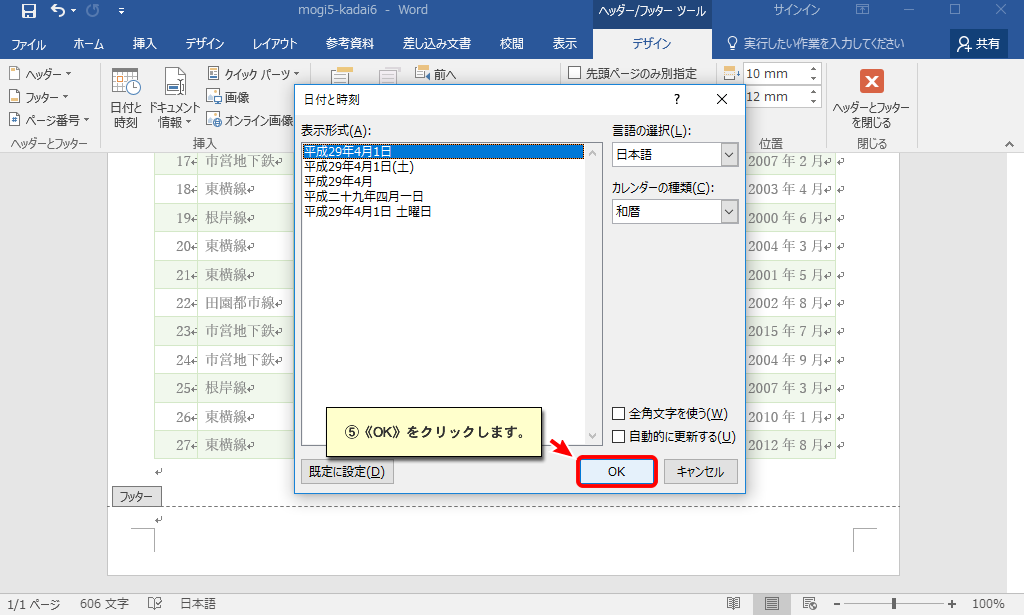 mogi5-kadai6 - Word
ヘッダー/フッター ツール
サインイン
ファイル ホーム 挿入 デザイン レイアウト 参考資料 差し込み文書 校閲 表示 デザイン 実行したい作業を入力してください 共有
ヘッダー
フッター
ページ番号
ヘッダーとフッター
日付と
時刻
ドキュメント
情報
クイック パーツ
画像
オンライン画像
挿入
前へ
先頭ページのみ別指定
10 mm
12 mm
位置
ヘッダーとフッター
を閉じる
閉じる
日付と時刻
?
表示形式(A):
平成29年4月1日
平成29年4月1日(土)
平成29年4月
平成二十九年四月一日
平成29年4月1日 土曜日
言語の選択(L):
日本語
カレンダーの種類(C):
和暦
全角文字を使う(W)
自動的に更新する(U)
⑤《OK》をクリックします。
既定に設定(D)
OK
キャンセル
17 市営地下鉄 2007 年 2 月
18 東横線 2003 年 4 月
19 根岸線 2000 年 6 月
20 東横線 2004 年 3 月
21 東横線 2001 年 5 月
22 田園都市線 2002 年 8 月
23 市営地下鉄 2015 年 7 月
24 市営地下鉄 2004 年 9 月
25 根岸線 2007 年 3 月
26 東横線 2010 年 1 月
27 東横線 2012 年 8 月
フッター
1/1 ページ 606 文字 日本語 100%